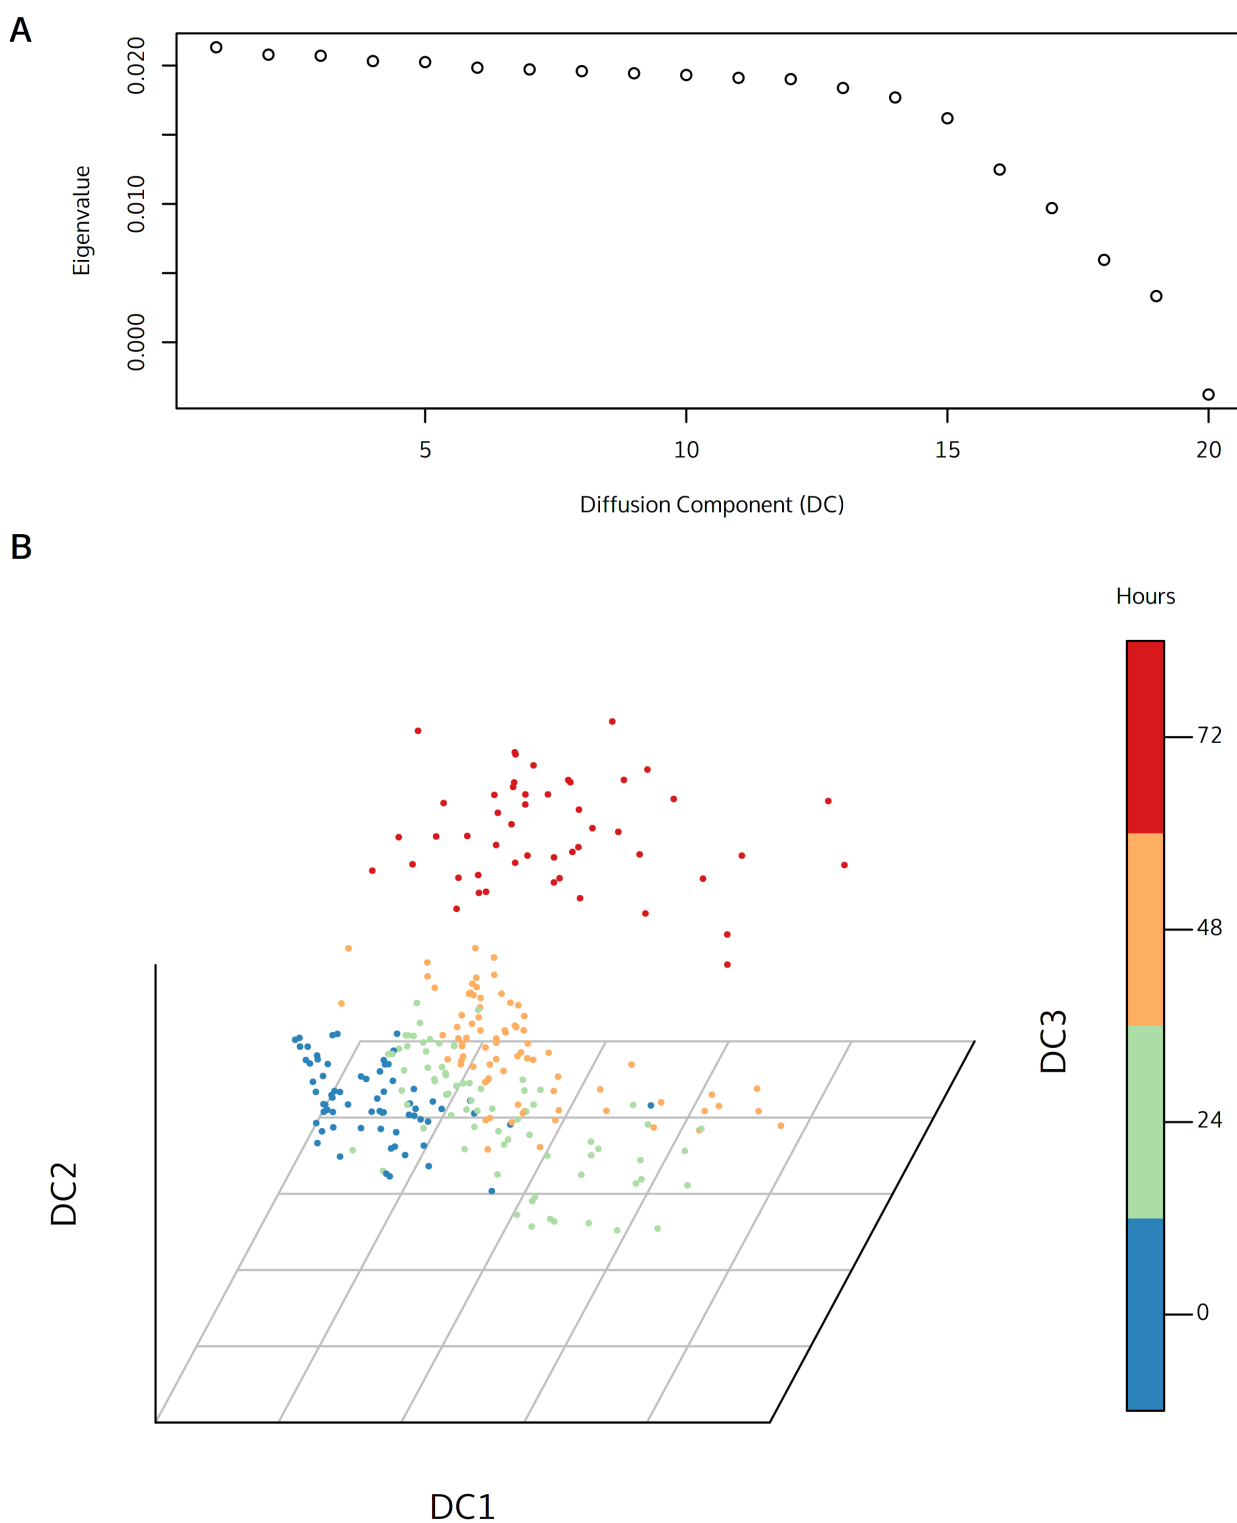 A
Eigenvalue
0.020
0.010
0.000
5 10 15 20
Diffusion Component (DC)
B
Hours
72
48
24
0
DC3
DC2
DC1